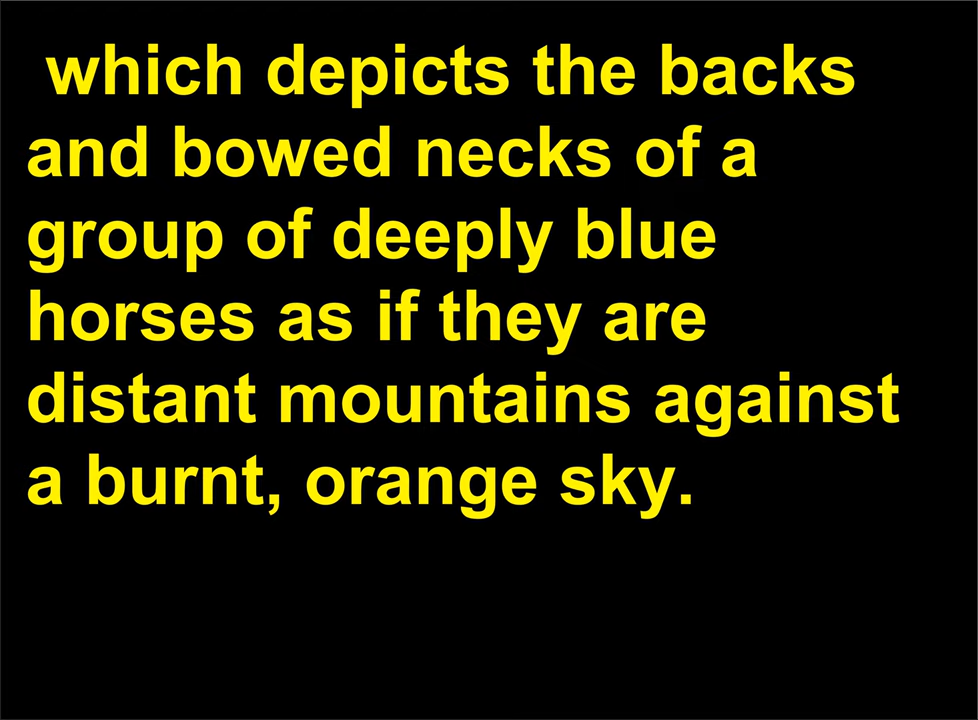 which depicts the backs
and bowed necks of a
group of deeply blue
horses as if they are
distant mountains against
a burnt, orange sky.